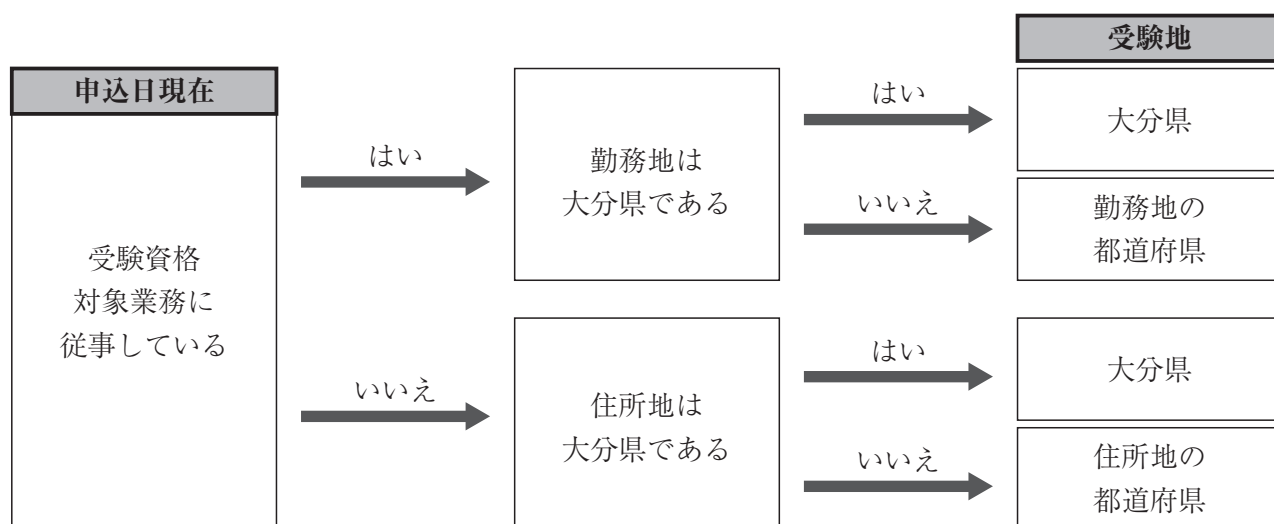 申込日現在
受験資格
対象業務に
従事している
はい
いいえ
勤務地は
大分県である
はい
いいえ
住所地は
大分県である
はい
いいえ
受験地
大分県
勤務地の
都道府県
大分県
住所地の
都道府県